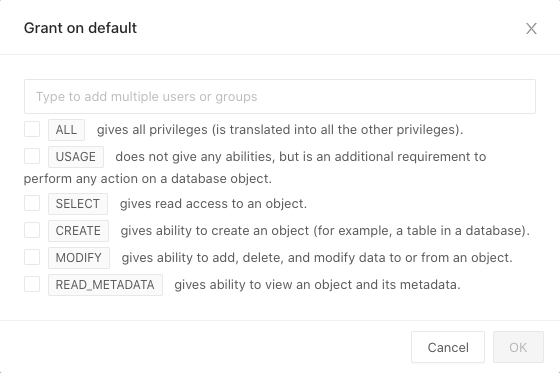 Grant on default
Type to add multiple users or groups
ALL gives all privileges (is translated into all the other privileges).
USAGE does not give any abilities, but is an additional requirement to
perform any action on a database object.
SELECT gives read access to an object.
CREATE gives ability to create an object (for example, a table in a database).
MODIFY gives ability to add, delete, and modify data to or from an object.
READ_METADATA gives ability to view an object and its metadata.
Cancel OK